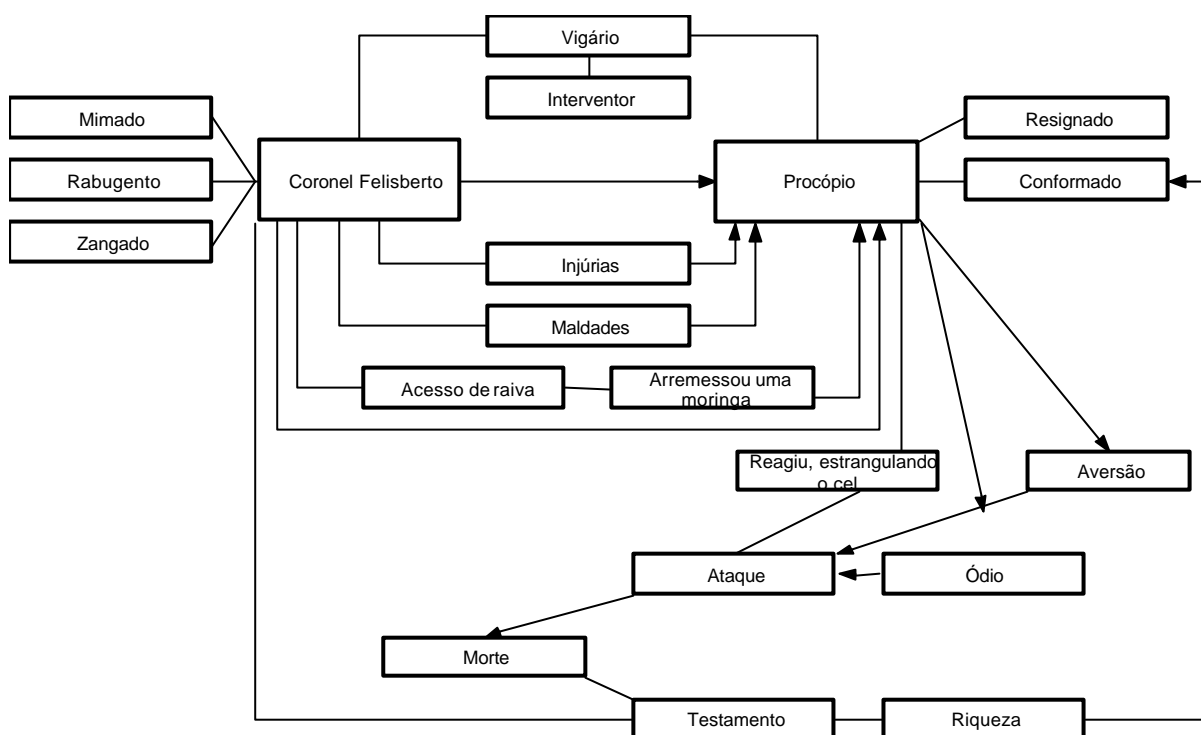 Vigário
Interventor
Mimado
Resignado
Rabugento
Coronel Felisberto
Procópio
Conformado
Zangado
Injúrias
Maldades
Acesso de raiva
Arremessou uma
moringa
Reagiu, estrangulando
o cel
Aversão
Ataque
Ódio
Morte
Testamento
Riqueza